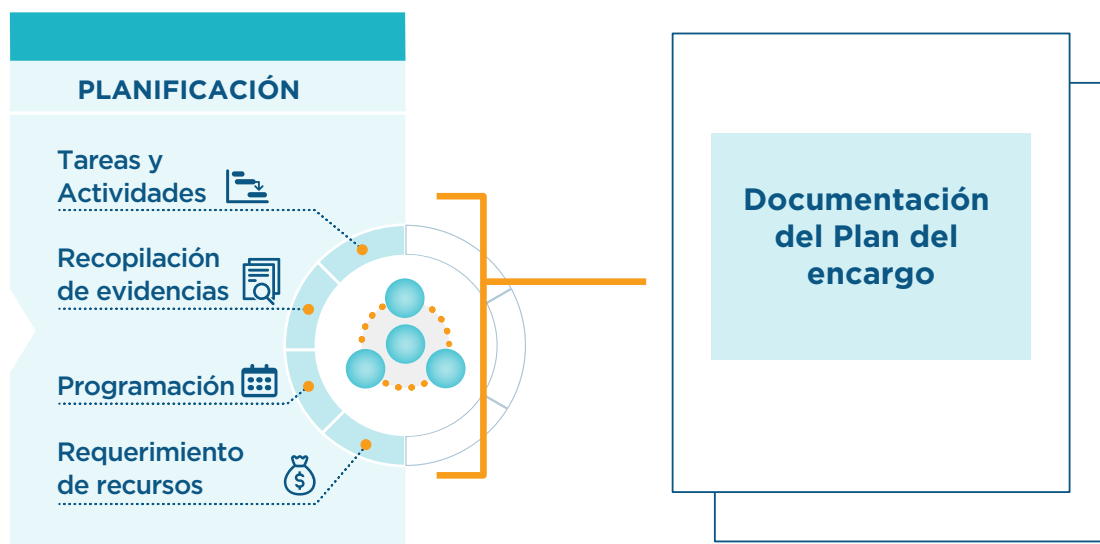 PLANIFICACIÓN
Tareas y
Actividades
Recopilación
de evidencias
Programación
Requerimiento
de recursos
$
Documentación
del Plan del
encargo